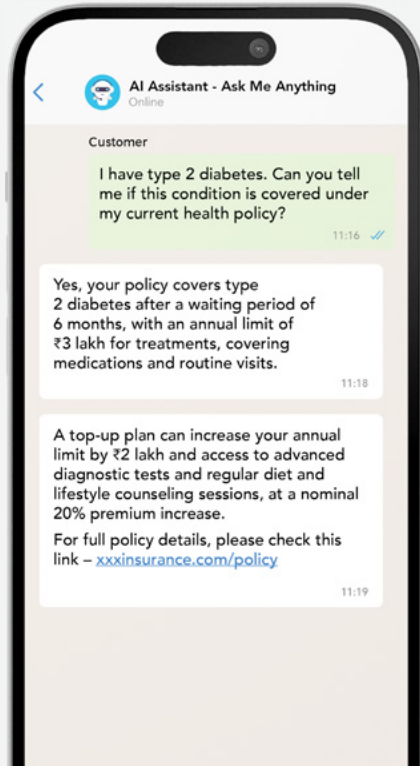 AI Assistant - Ask Me Anything
Online
Customer
I have type 2 diabetes. Can you tell
me if this condition is covered under
my current health policy?
11:16
Yes, your policy covers type
2 diabetes after a waiting period of
6 months, with an annual limit of
₹3 lakh for treatments, covering
medications and routine visits.
11:18
A top-up plan can increase your annual
limit by ₹2 lakh and access to advanced
diagnostic tests and regular diet and
lifestyle counseling sessions, at a nominal
20% premium increase.
For full policy details, please check this
link – xxxinsurance.com/policy
11:19